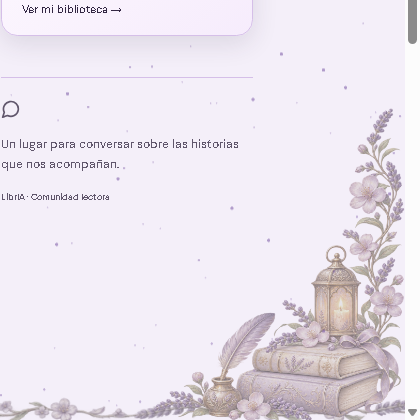 Ver mi biblioteca →
Un lugar para conversar sobre las historias
que nos acompañan.
LibrIA · Comunidad lectora